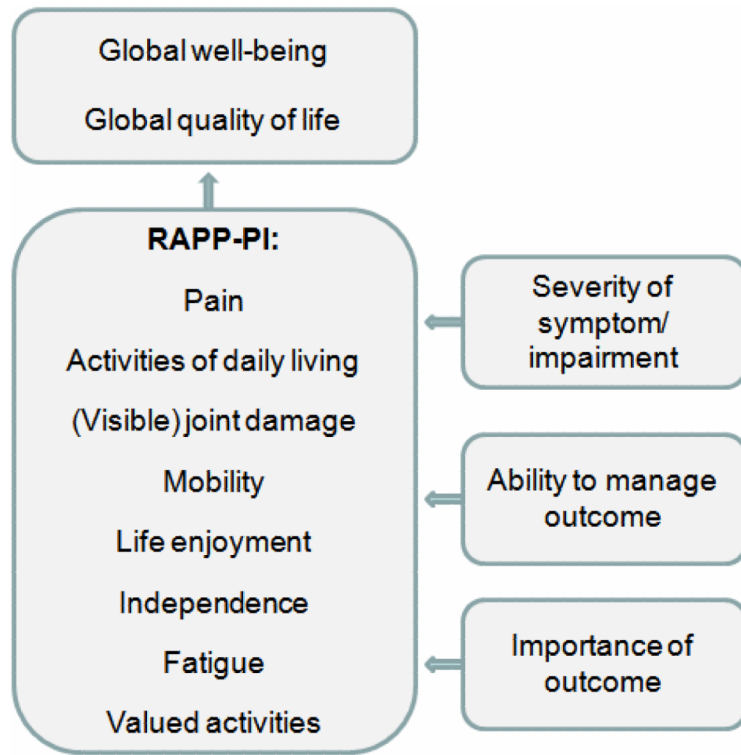 Global well-being
Global quality of life
RAPP-PI:
Pain
Activities of daily living
(Visible) joint damage
Mobility
Life enjoyment
Independence
Fatigue
Valued activities
Severity of
symptom/
impairment
Ability to manage
outcome
Importance of
outcome